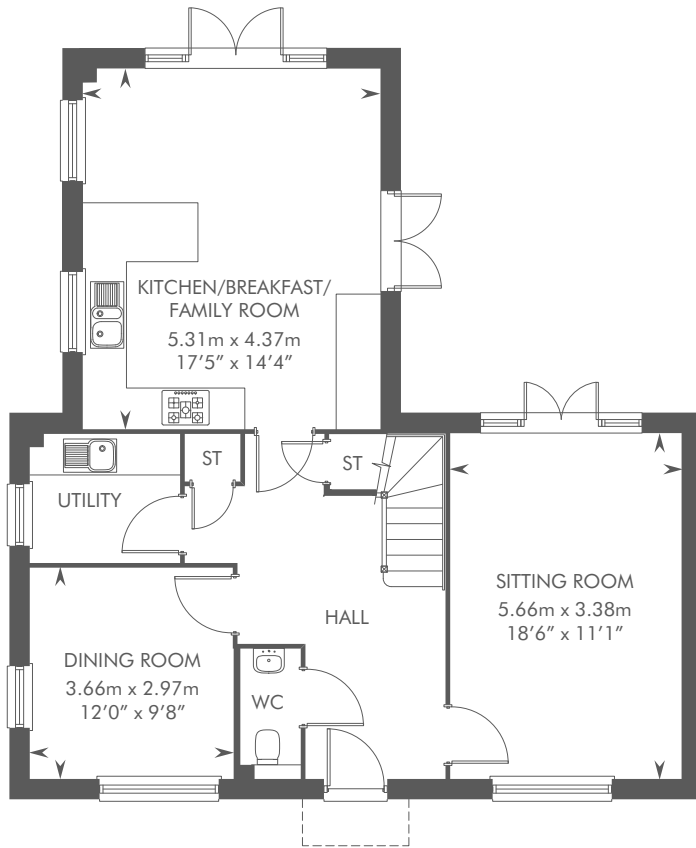 KITCHEN/BREAKFAST/
FAMILY ROOM
5.31m x 4.37m
17’5” x 14’4”
ST
ST
UTILITY
SITTING ROOM
5.66m x 3.38m
18’6” x 11’1”
HALL
DINING ROOM
3.66m x 2.97m
12’0” x 9’8”
WC